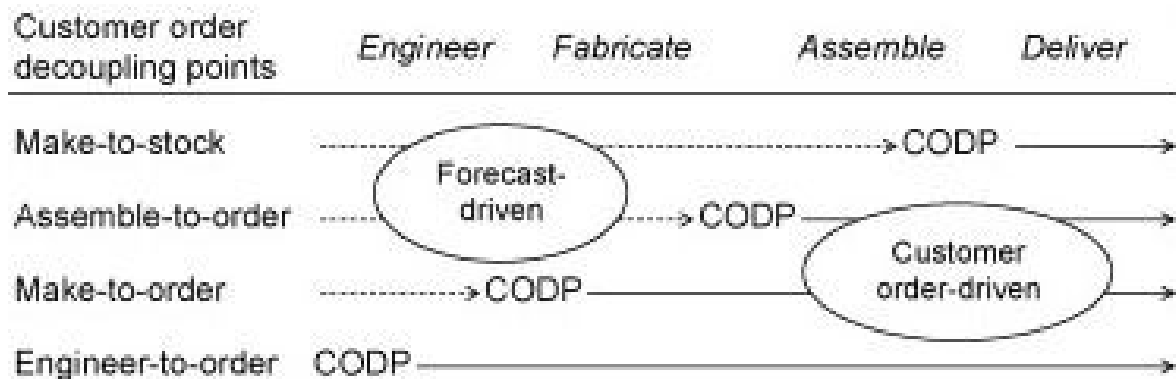 Customer order
decoupling points
Engineer Fabricate Assemble Deliver
Make-to-stock CODP
Forecast-
driven
Assemble-to-order CODP
Customer
order-driven
Make-to-order CODP
Engineer-to-order CODP